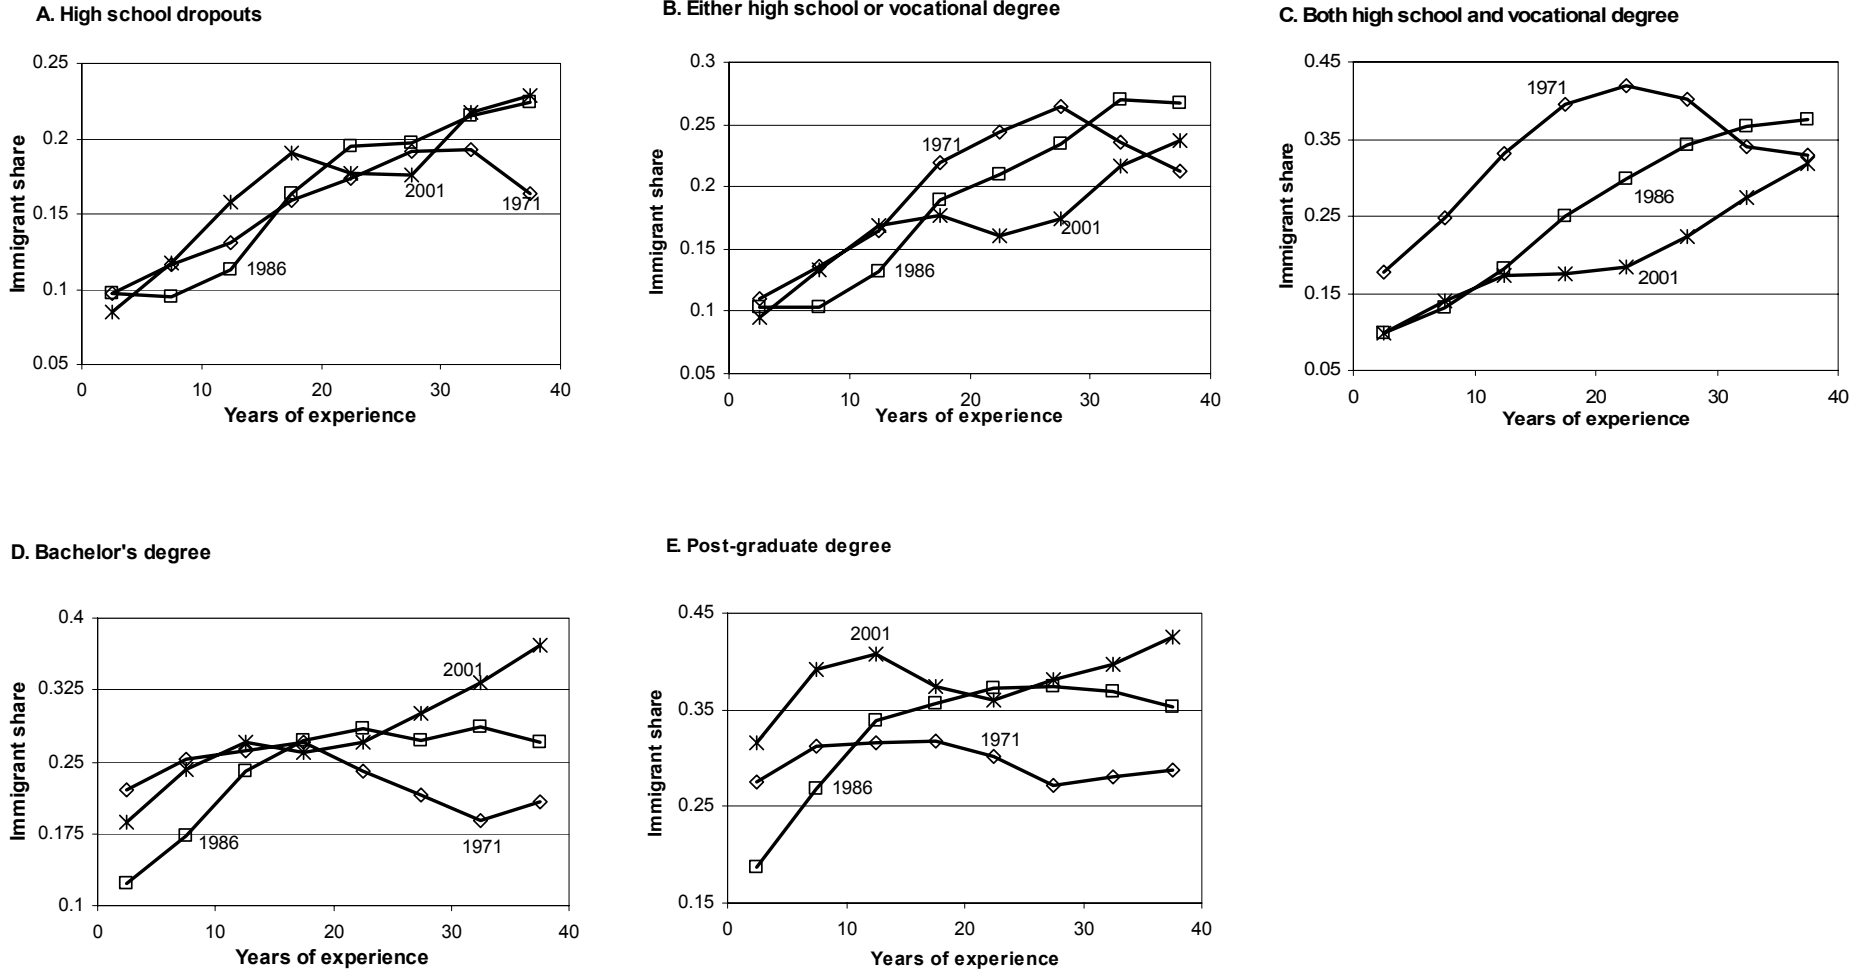 A. High school dropouts
0.25
0.2
0.15
0.1
0.05
0 10 20 30 40
Immigrant share
Years of experience
2001
1971
1986
B. Either high school or vocational degree
0.3
0.25
0.2
0.15
0.1
0.05
0 10 20 30 40
Immigrant share
Years of experience
1971
2001
1986
C. Both high school and vocational degree
0.45
0.35
0.25
0.15
0.05
0 10 20 30 40
Immigrant share
Years of experience
1971
1986
2001
D. Bachelor's degree
0.4
0.325
0.25
0.175
0.1
0 10 20 30 40
Immigrant share
Years of experience
2001
1986
1971
E. Post-graduate degree
0.45
0.35
0.25
0.15
0 10 20 30 40
Immigrant share
Years of experience
2001
1971
1986